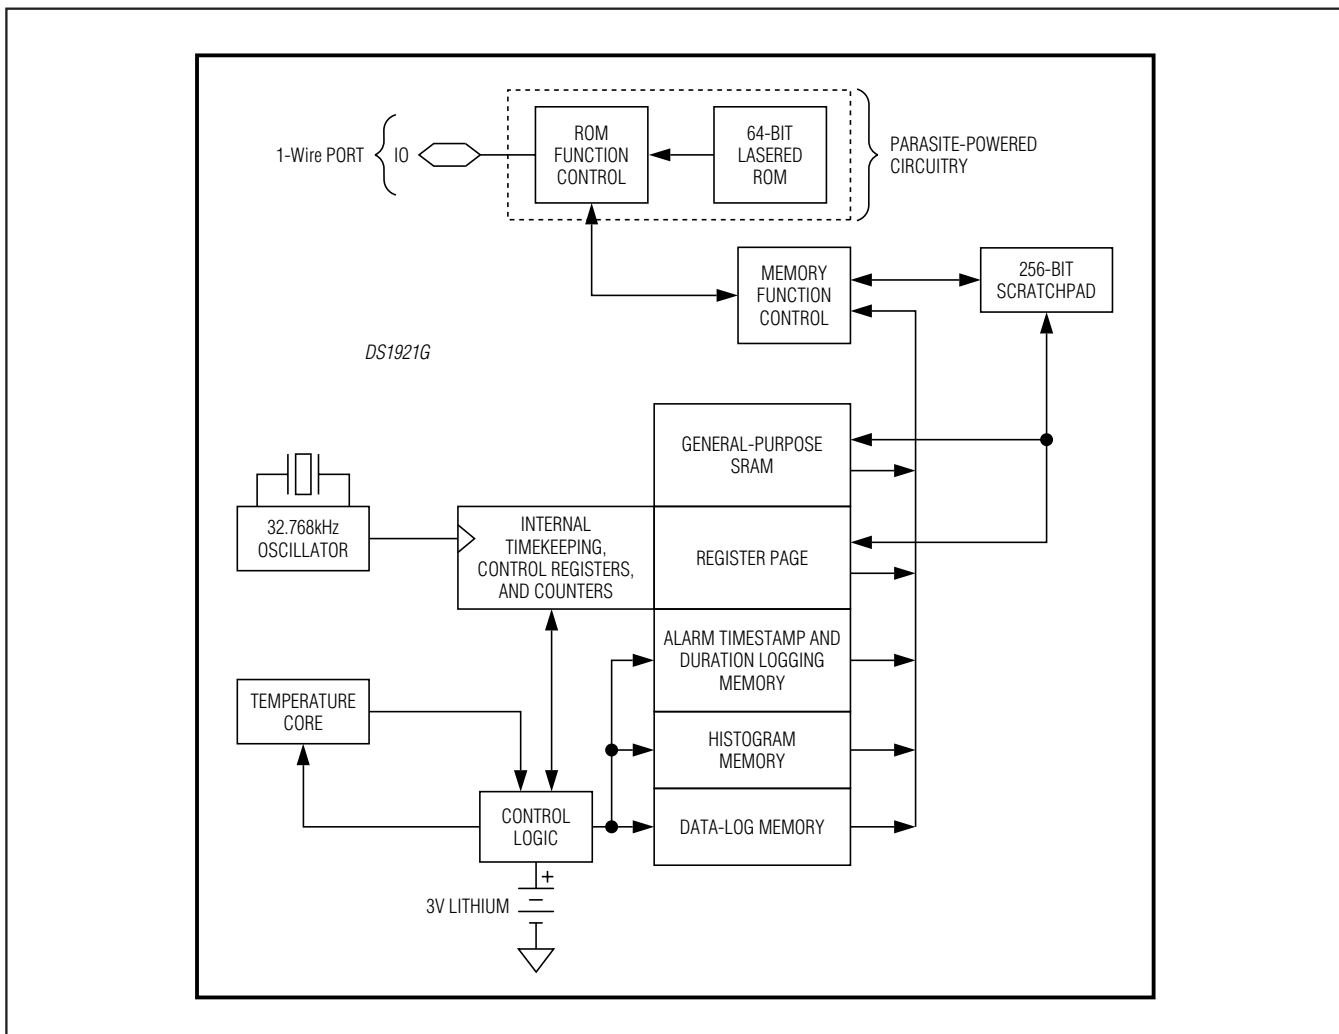 ROM
FUNCTION
CONTROL
64-BIT
LASERED
ROM
1-Wire PORT
IO
PARASITE-POWERED
CIRCUITRY
MEMORY
FUNCTION
CONTROL
256-BIT
SCRATCHPAD
DS1921G
GENERAL-PURPOSE
SRAM
32.768kHz
OSCILLATOR
INTERNAL
TIMEKEEPING,
CONTROL REGISTERS,
AND COUNTERS
REGISTER PAGE
ALARM TIMESTAMP AND
DURATION LOGGING
MEMORY
TEMPERATURE
CORE
HISTOGRAM
MEMORY
CONTROL
LOGIC
DATA-LOG MEMORY
+
3V LITHIUM